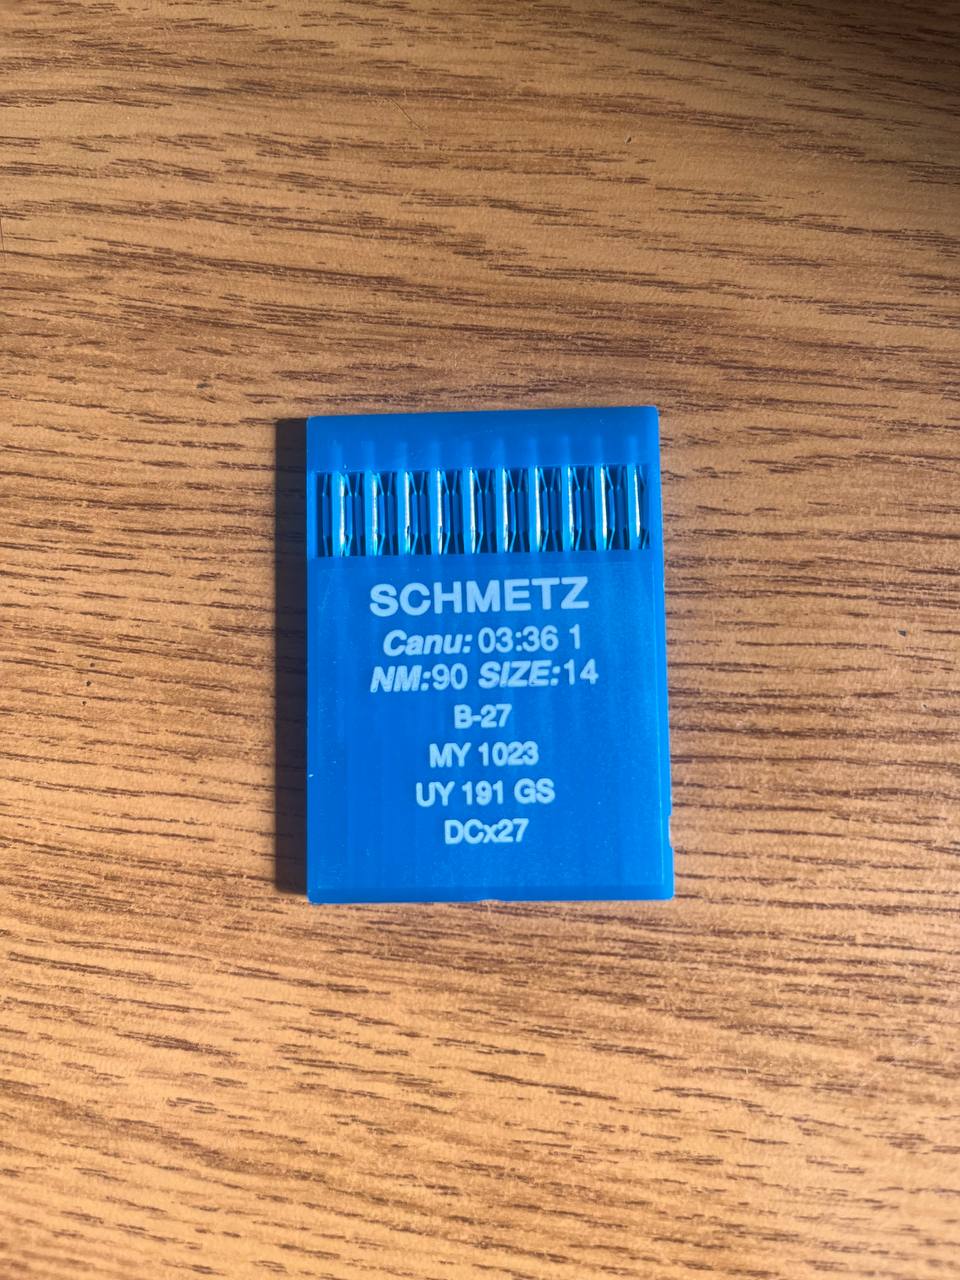 SCHMETZ
Canu: 03:36 1
NM:90 SIZE:14
B-27
MY 1023
UY 191 GS
DCx27